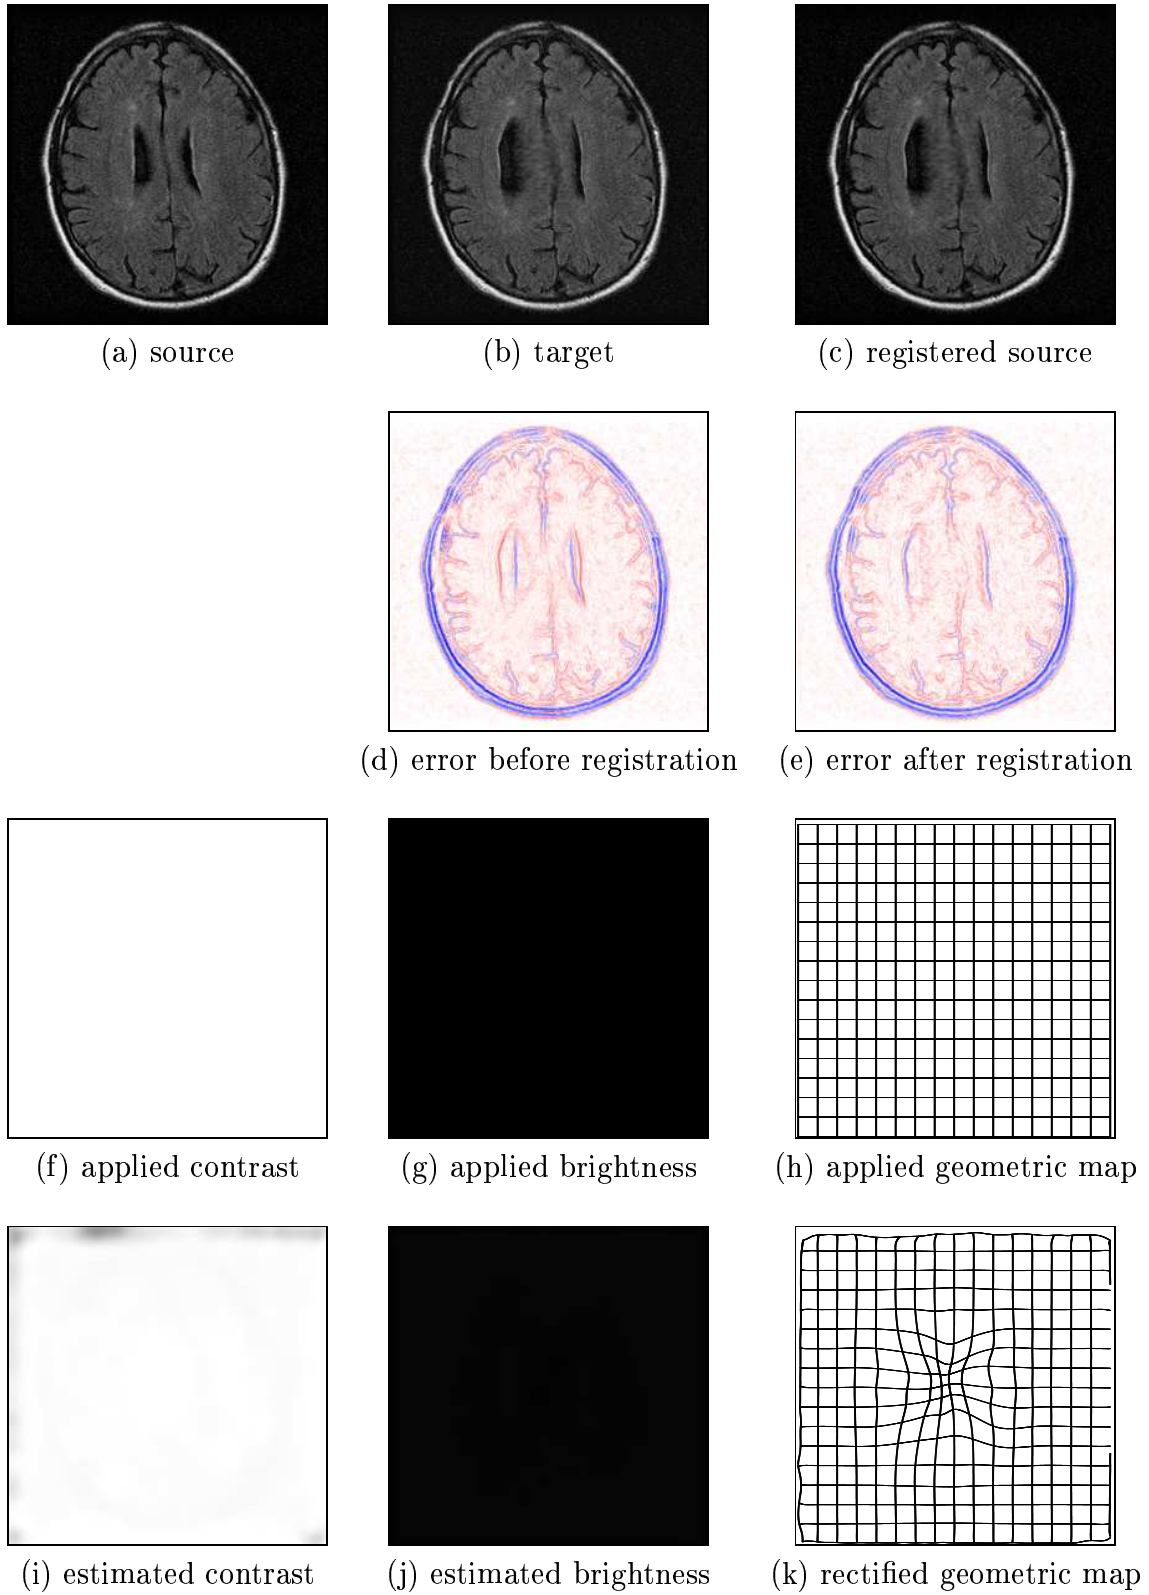 (a) source
(b) target
(c) registered source
(d) error before registration
(e) error after registration
(f) applied contrast
(g) applied brightness
(h) applied geometric map
(i) estimated contrast
(j) estimated brightness
(k) rectified geometric map